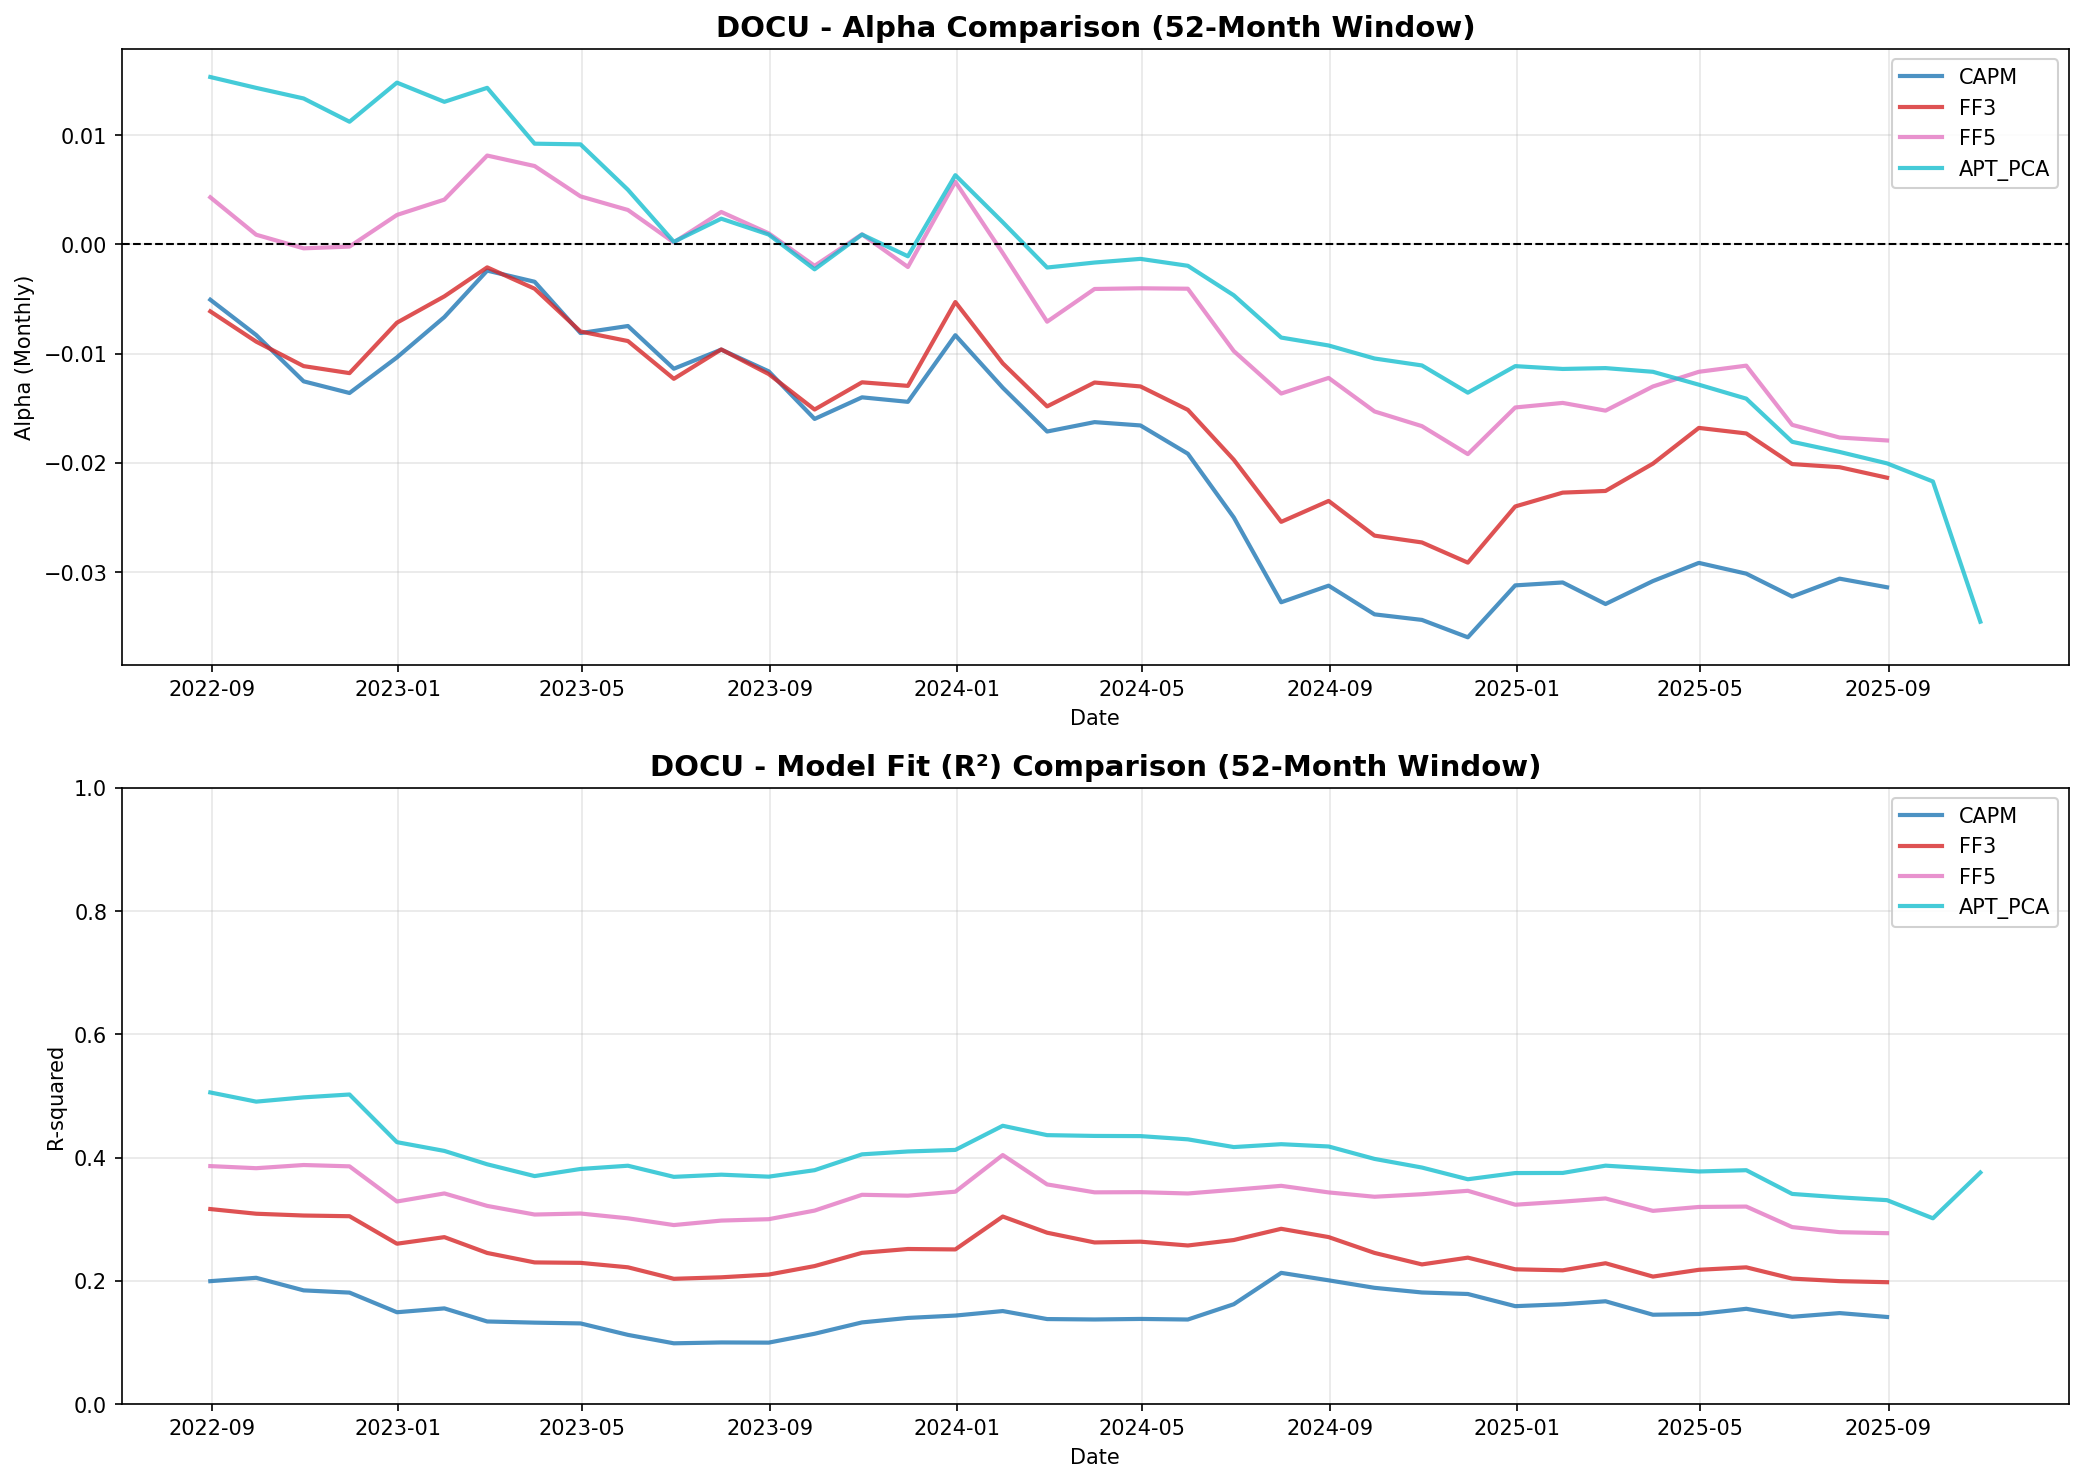 DOCU - Alpha Comparison (52-Month Window)
CAPM
FF3
FF5
APT_PCA
0.01
0.00
−0.01
−0.02
−0.03
Alpha (Monthly)
2022-09 2023-01 2023-05 2023-09 2024-01 2024-05 2024-09 2025-01 2025-05 2025-09
Date
DOCU - Model Fit (R²) Comparison (52-Month Window)
CAPM
FF3
FF5
APT_PCA
1.0
0.8
0.6
0.4
0.2
0.0
R-squared
2022-09 2023-01 2023-05 2023-09 2024-01 2024-05 2024-09 2025-01 2025-05 2025-09
Date